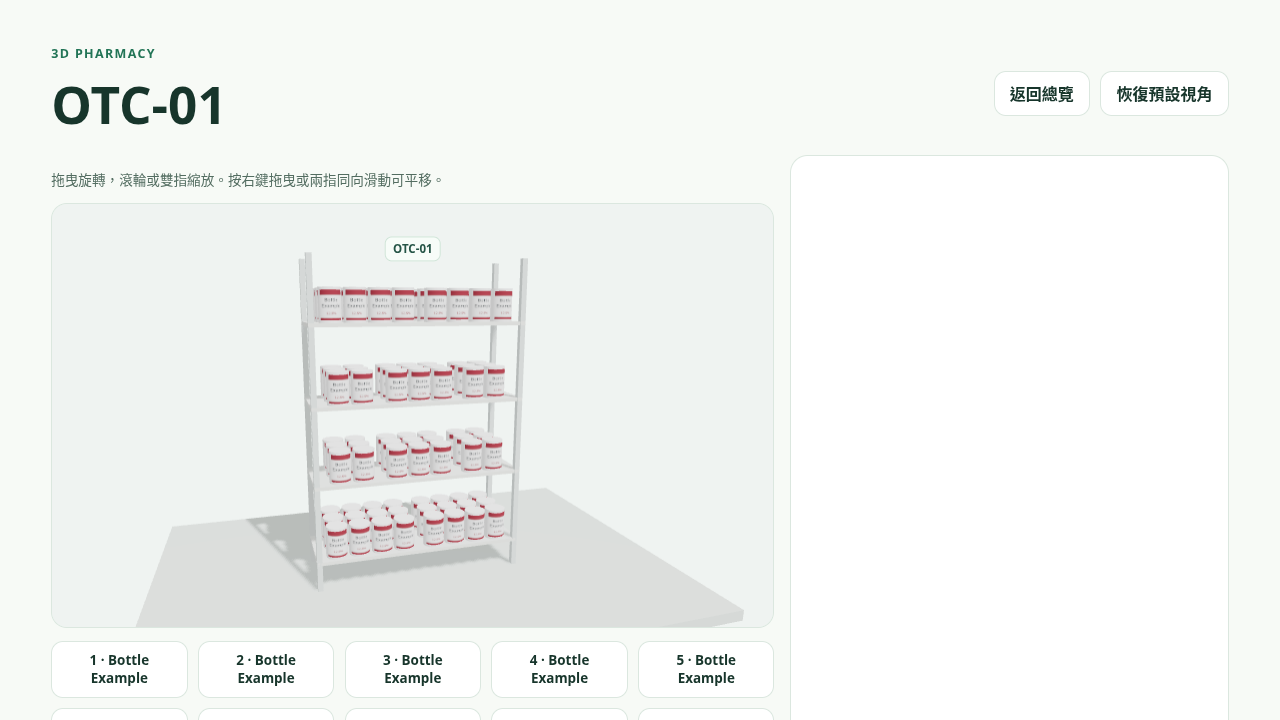 3D PHARMACY
OTC-01
返回總覽
恢復預設視角
拖曳旋轉，滾輪或雙指縮放。按右鍵拖曳或兩指同向滑動可平移。
OTC-01
1 · Bottle
Example
2 · Bottle
Example
3 · Bottle
Example
4 · Bottle
Example
5 · Bottle
Example